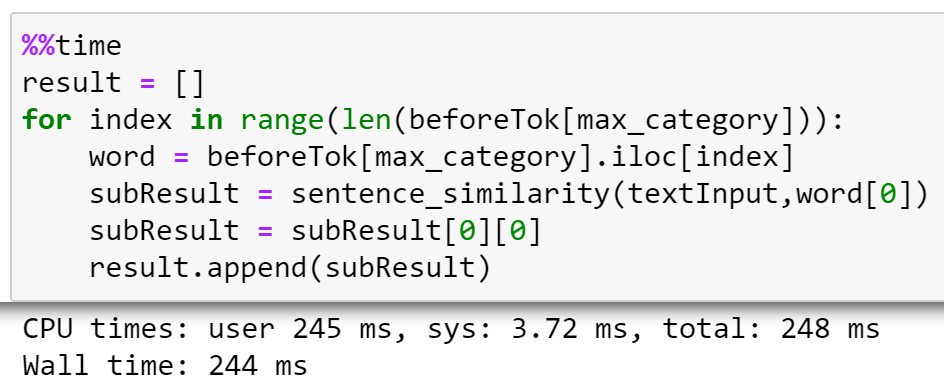 %%time
result = []
for index in range(len(beforeTok[max_category])):
    word = beforeTok[max_category].iloc[index]
    subResult = sentence_similarity(textInput,word[0])
    subResult = subResult[0][0]
    result.append(subResult)
CPU times: user 245 ms, sys: 3.72 ms, total: 248 ms
Wall time: 244 ms